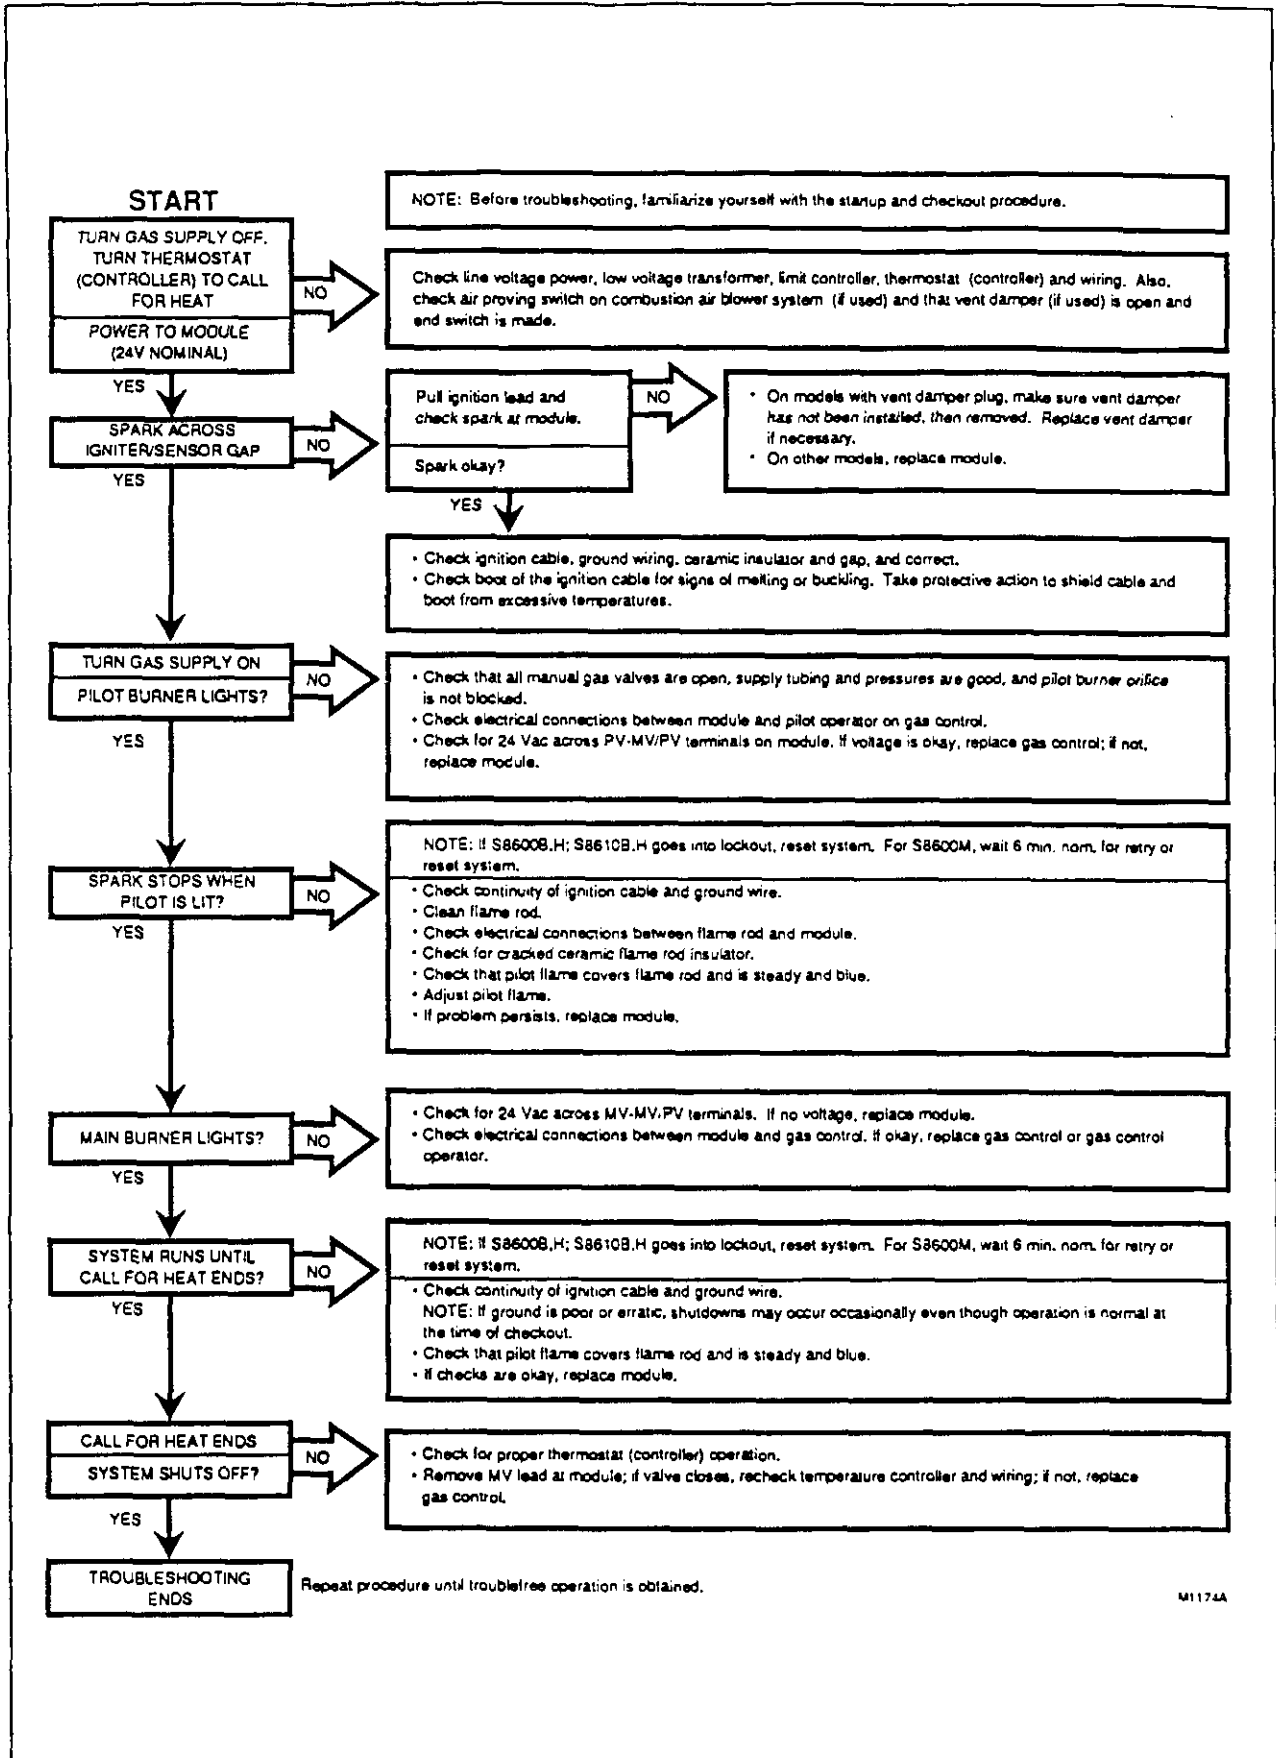 START
NOTE: Before troubleshooting, familiarize yourself with the startup and checkout procedure.
TURN GAS SUPPLY OFF.
TURN THERMOSTAT
(CONTROLLER) TO CALL
FOR HEAT
POWER TO MODULE
(24V NOMINAL)
NO
Check line voltage power, low voltage transformer, limit controller, thermostat (controller) and wiring. Also,
check air proving switch on combustion air blower system (if used) and that vent damper (if used) is open and
end switch is made.
YES
SPARK ACROSS
IGNITER/SENSOR GAP
NO
Pull ignition lead and
check spark at module.
Spark okay?
NO
• On models with vent damper plug, make sure vent damper
has not been installed, then removed. Replace vent damper
if necessary.
• On other models, replace module.
YES
YES
• Check ignition cable, ground wiring, ceramic insulator and gap, and correct.
• Check boot of the ignition cable for signs of melting or buckling. Take protective action to shield cable and
boot from excessive temperatures.
TURN GAS SUPPLY ON
PILOT BURNER LIGHTS?
NO
• Check that all manual gas valves are open, supply tubing and pressures are good, and pilot burner orifice
is not blocked.
• Check electrical connections between module and pilot operator on gas control.
• Check for 24 Vac across PV-MV/PV terminals on module. If voltage is okay, replace gas control; if not,
replace module.
YES
SPARK STOPS WHEN
PILOT IS LIT?
NO
NOTE: If S8600B,H; S8610B,H goes into lockout, reset system. For S8600M, wait 6 min. nom. for retry or
reset system.
• Check continuity of ignition cable and ground wire.
• Clean flame rod.
• Check electrical connections between flame rod and module.
• Check for cracked ceramic flame rod insulator.
• Check that pilot flame covers flame rod and is steady and blue.
• Adjust pilot flame.
• If problem persists, replace module.
YES
MAIN BURNER LIGHTS?
NO
• Check for 24 Vac across MV-MV/PV terminals. If no voltage, replace module.
• Check electrical connections between module and gas control. If okay, replace gas control or gas control
operator.
YES
SYSTEM RUNS UNTIL
CALL FOR HEAT ENDS?
NO
NOTE: If S8600B,H; S8610B,H goes into lockout, reset system. For S8600M, wait 6 min. nom. for retry or
reset system.
• Check continuity of ignition cable and ground wire.
NOTE: If ground is poor or erratic, shutdowns may occur occasionally even though operation is normal at
the time of checkout.
• Check that pilot flame covers flame rod and is steady and blue.
• If checks are okay, replace module.
YES
CALL FOR HEAT ENDS
SYSTEM SHUTS OFF?
NO
• Check for proper thermostat (controller) operation.
• Remove MV lead at module; if valve closes, recheck temperature controller and wiring; if not, replace
gas control.
YES
TROUBLESHOOTING
ENDS
Repeat procedure until troublefree operation is obtained.
M1174A